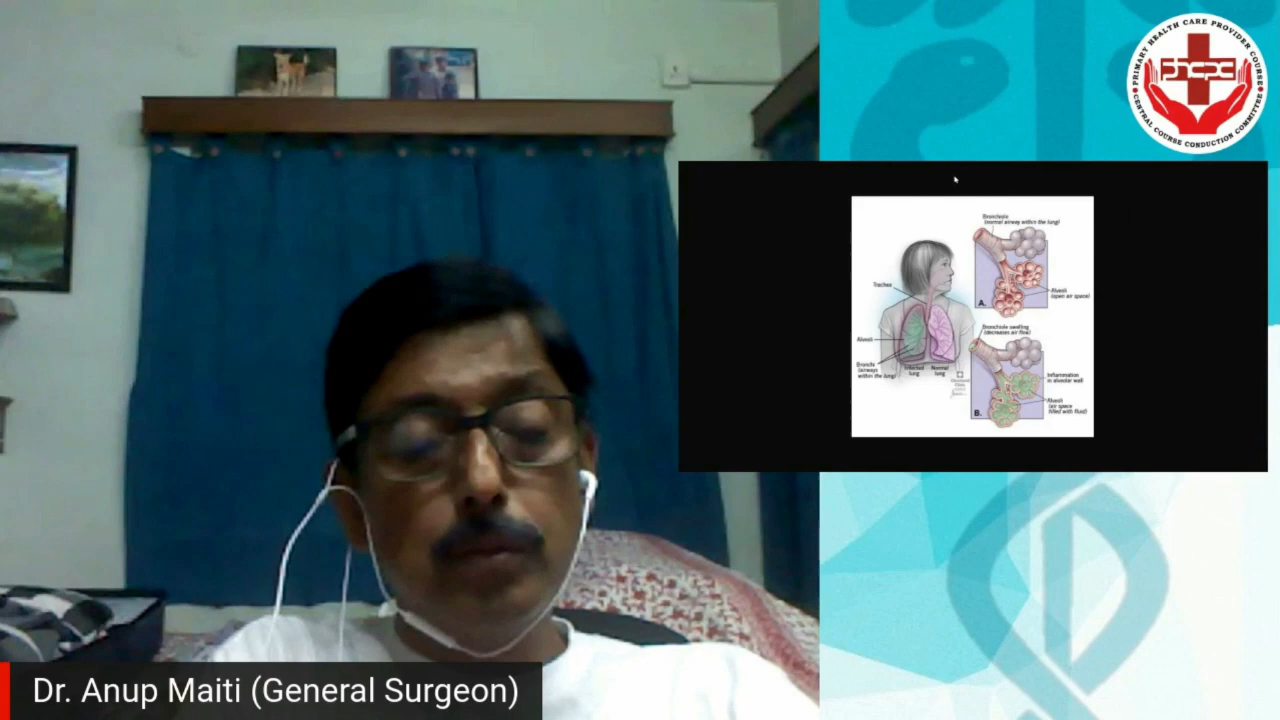 PRIMARY HEALTH CARE PROVIDER COURSE
CENTRAL COURSE CONDUCTION COMMITTEE
Bronchiole
(normal airway within the lung)
Trachea
Alveoli
(open air space)
A.
Bronchiole swelling
(decreases air flow)
Alveoli
Bronchi
(airways
within the lung)
Infected
lung
Normal
lung
Inflammation
in alveolar wall
Alveoli
(air space
filled with fluid)
B.
Dr. Anup Maiti (General Surgeon)